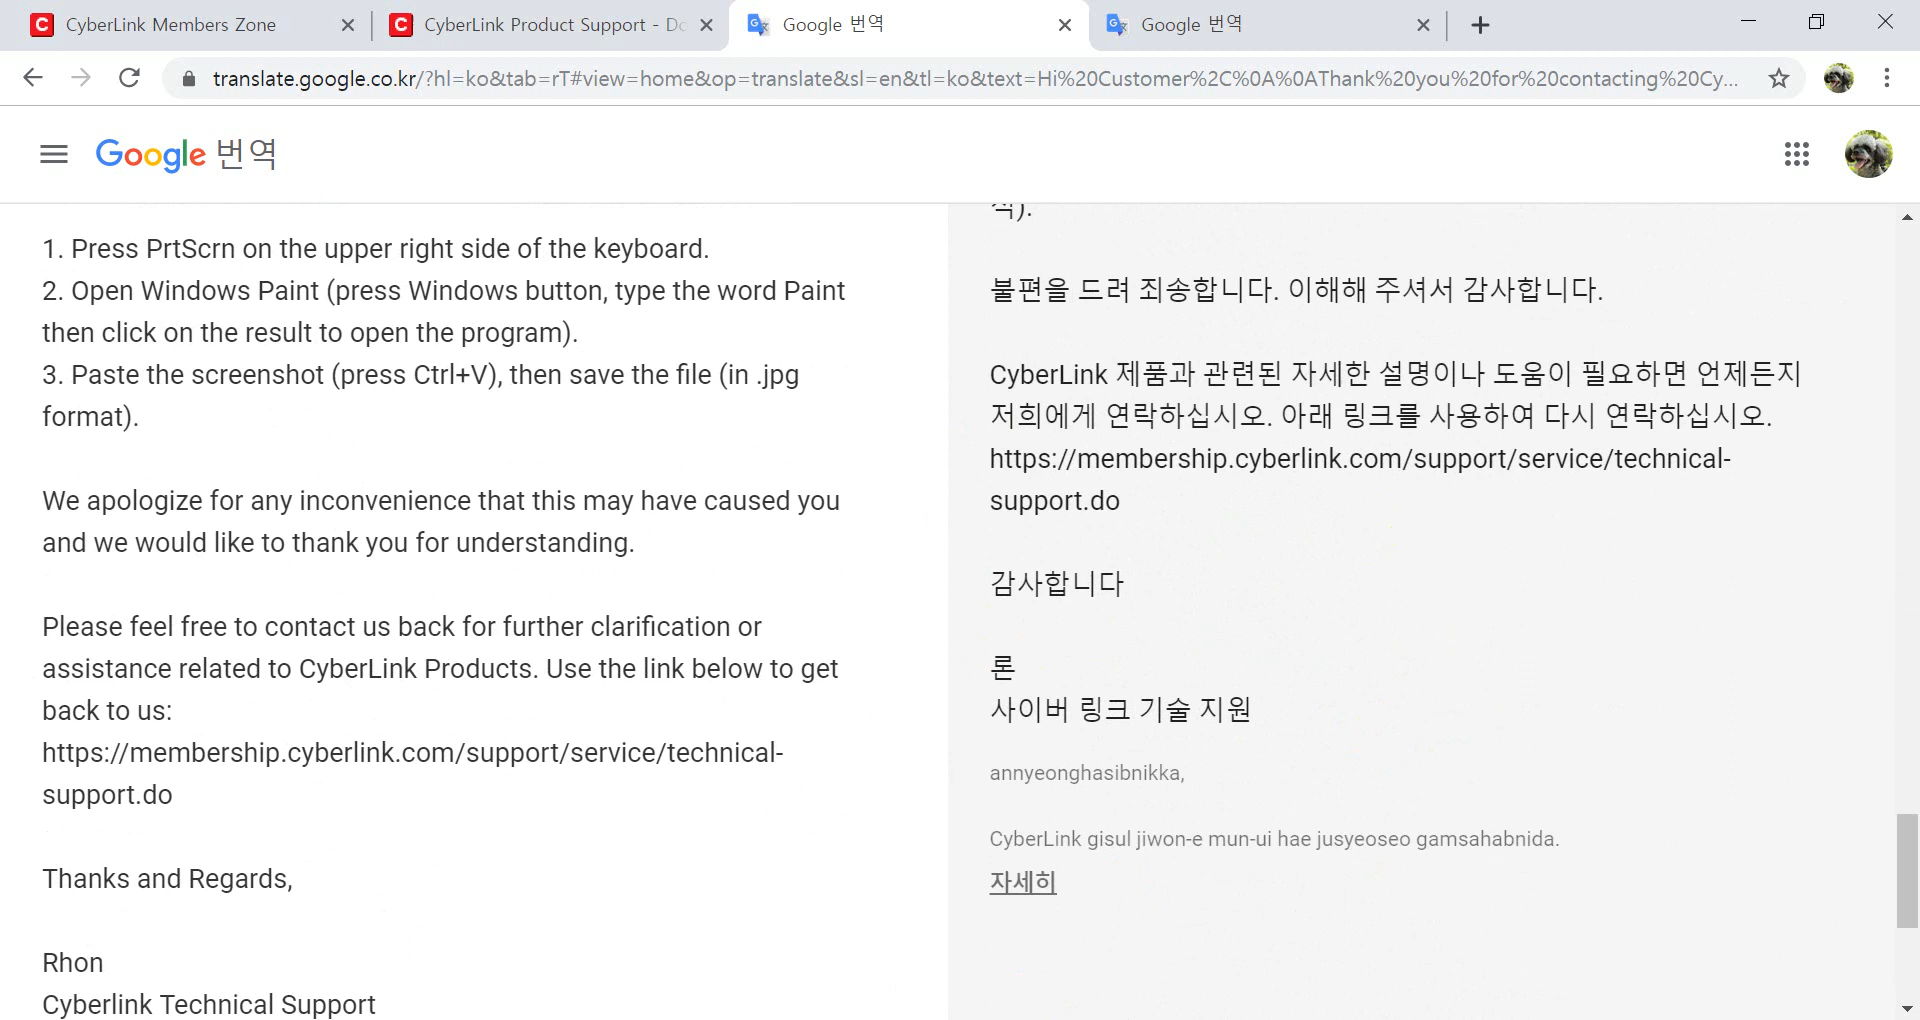 CyberLink Members Zone
CyberLink Product Support - Do
Google 번역
Google 번역
translate.google.co.kr/?hl=ko&tab=rT#view=home&op=translate&sl=en&tl=ko&text=Hi%20Customer%2C%0A%0AThank%20you%20for%20contacting%20Cy...
Google 번역
1. Press PrtScrn on the upper right side of the keyboard.
2. Open Windows Paint (press Windows button, type the word Paint
then click on the result to open the program).
3. Paste the screenshot (press Ctrl+V), then save the file (in .jpg
format).
We apologize for any inconvenience that this may have caused you
and we would like to thank you for understanding.
Please feel free to contact us back for further clarification or
assistance related to CyberLink Products. Use the link below to get
back to us:
https://membership.cyberlink.com/support/service/technical-
support.do
Thanks and Regards,
Rhon
Cyberlink Technical Support
식).
불편을 드려 죄송합니다. 이해해 주셔서 감사합니다.
CyberLink 제품과 관련된 자세한 설명이나 도움이 필요하면 언제든지
저희에게 연락하십시오. 아래 링크를 사용하여 다시 연락하십시오.
https://membership.cyberlink.com/support/service/technical-
support.do
감사합니다
론
사이버 링크 기술 지원
annyeonghasibnikka,
CyberLink gisul jiwon-e mun-ui hae jusyeoseo gamsahabnida.
자세히